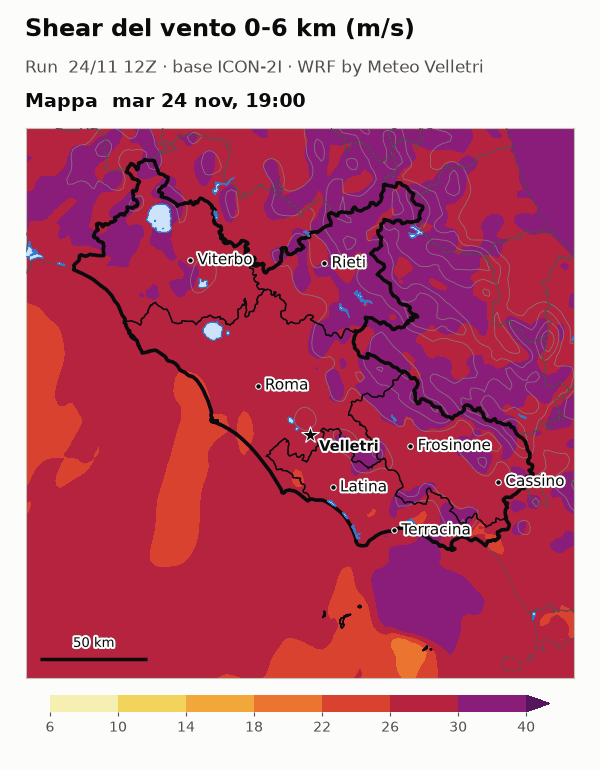 Shear del vento 0-6 km (m/s)
Run  24/11 12Z · base ICON-2I · WRF by Meteo Velletri
Mappa  mar 24 nov, 19:00
Viterbo
Rieti
Roma
Velletri
Frosinone
Latina
Cassino
Terracina
50 km
6 10 14 18 22 26 30 40